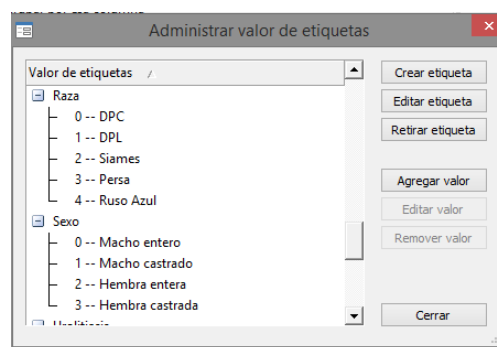 Administrar valor de etiquetas
Valor de etiquetas
Raza
0 -- DPC
1 -- DPL
2 -- Siames
3 -- Persa
4 -- Ruso Azul
Sexo
0 -- Macho entero
1 -- Macho castrado
2 -- Hembra entera
3 -- Hembra castrada
Crear etiqueta
Editar etiqueta
Retirar etiqueta
Agregar valor
Editar valor
Remover valor
Cerrar